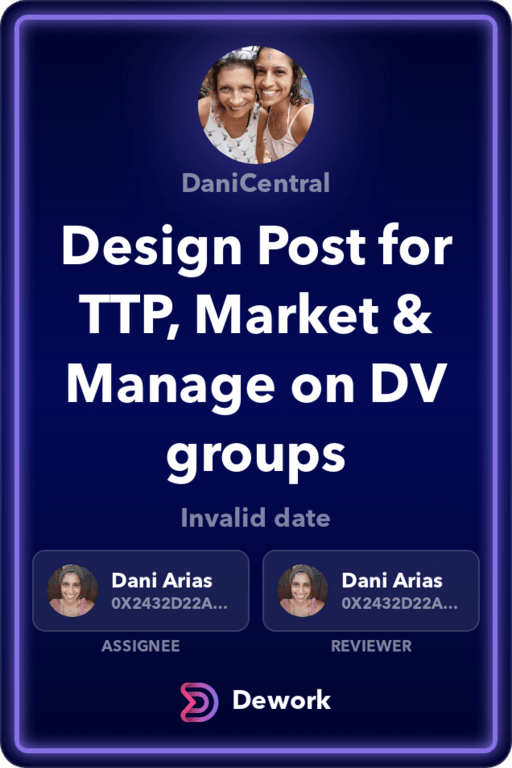 DaniCentral
Design Post for
TTP, Market &
Manage on DV
groups
Invalid date
Dani Arias
0X2432D22A...
ASSIGNEE
Dani Arias
0X2432D22A...
REVIEWER
Dework